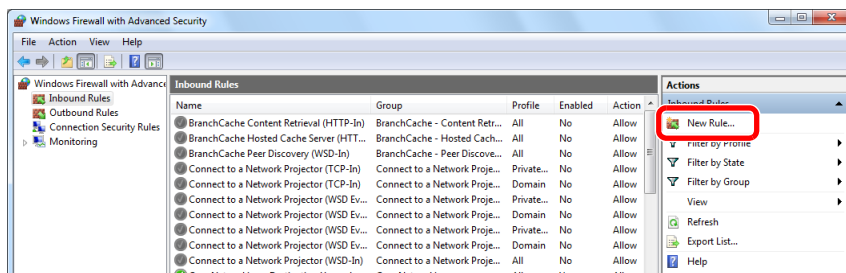 Windows Firewall with Advanced Security
File Action View Help
Windows Firewall with Advance
Inbound Rules
Outbound Rules
Connection Security Rules
Monitoring
Inbound Rules
Name Group Profile Enabled Action
BranchCache Content Retrieval (HTTP-In) BranchCache - Content Retr... All No Allow
BranchCache Hosted Cache Server (HTT... BranchCache - Hosted Cach... All No Allow
BranchCache Peer Discovery (WSD-In) BranchCache - Peer Discove... All No Allow
Connect to a Network Projector (TCP-In) Connect to a Network Proje... Private... No Allow
Connect to a Network Projector (TCP-In) Connect to a Network Proje... Domain No Allow
Connect to a Network Projector (WSD Ev... Connect to a Network Proje... Private... No Allow
Connect to a Network Projector (WSD Ev... Connect to a Network Proje... Domain No Allow
Connect to a Network Projector (WSD Ev... Connect to a Network Proje... Private... No Allow
Connect to a Network Projector (WSD Ev... Connect to a Network Proje... Domain No Allow
Connect to a Network Projector (WSD-In) Connect to a Network Proje... All No Allow
Actions
Inbound Rules
New Rule...
Filter by Profile
Filter by State
Filter by Group
View
Refresh
Export List...
Help